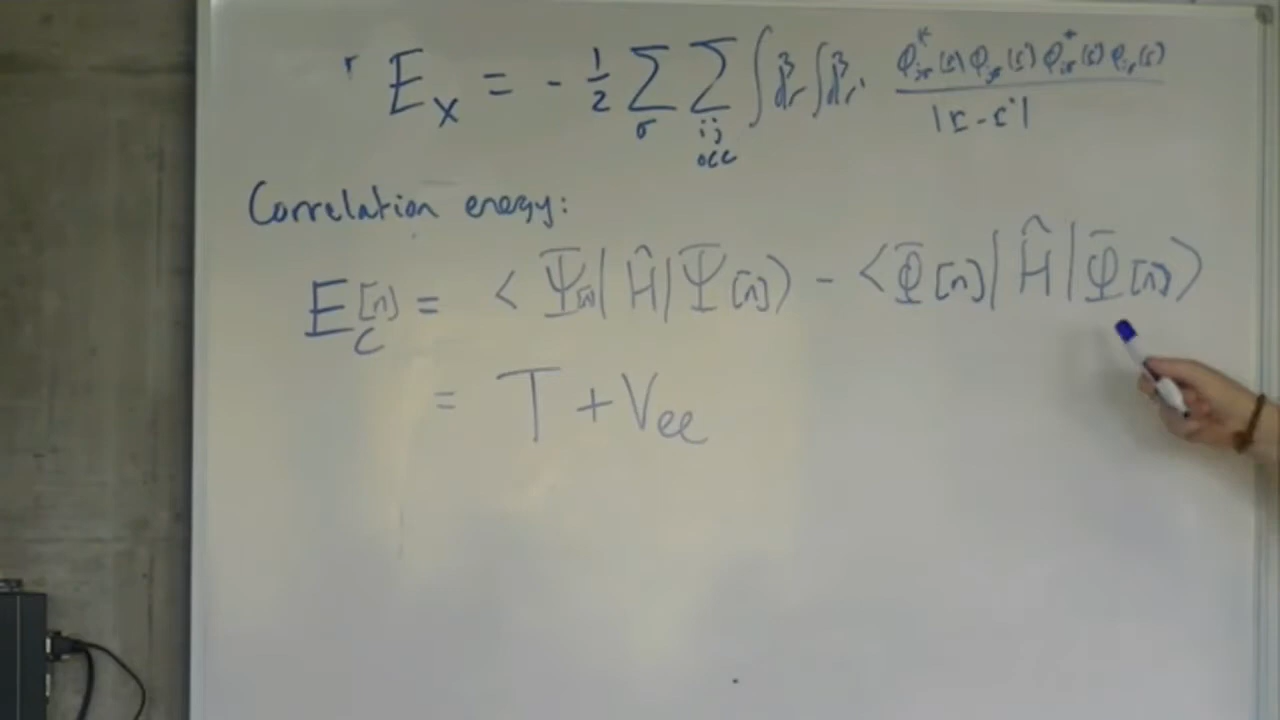 E_x = - 1/2 Σ_σ Σ_{ij occ} ∫d³r ∫d³r' φ*_{iσ}(r) φ_{jσ}(r) φ*_{jσ}(r) φ_{iσ}(r) / |r - r'|
Correlation energy:
E_c[n] = < Ψ[n] | Ĥ | Ψ[n] > - < Φ[n] | Ĥ | Φ[n] >
= T + V_ee